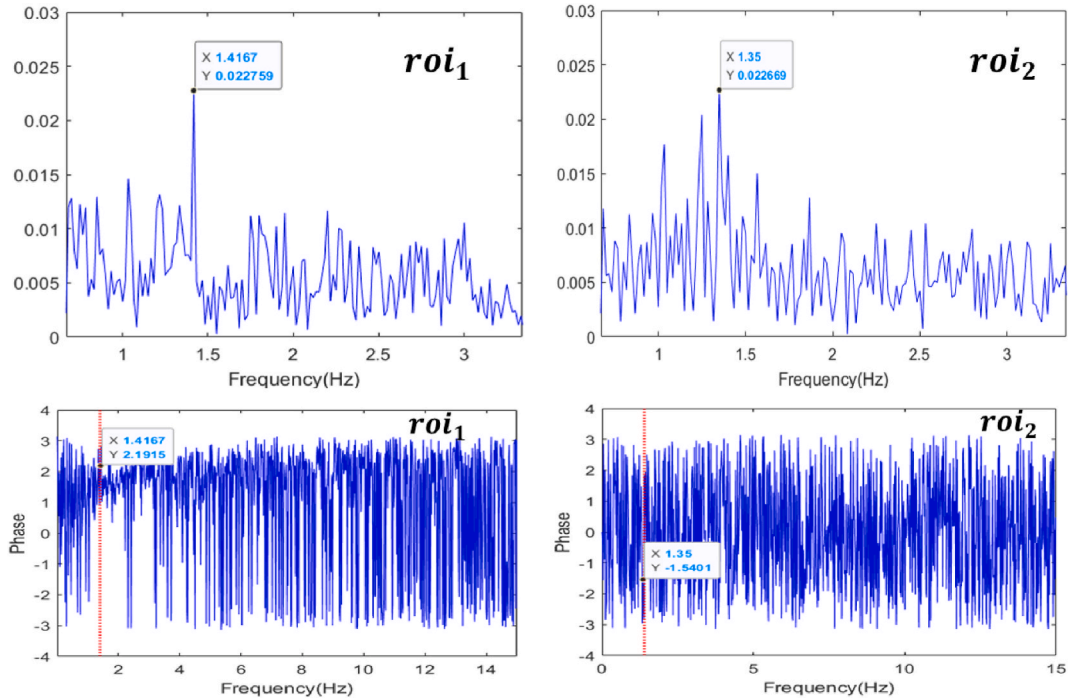 0.03
0.025
0.02
0.015
0.01
0.005
0
X 1.4167
Y 0.022759
roi₁
1
1.5
2
2.5
3
Frequency(Hz)
0.03
0.025
0.02
0.015
0.01
0.005
0
X 1.35
Y 0.022669
roi₂
1
1.5
2
2.5
3
Frequency(Hz)
4
3
2
1
0
-1
-2
-3
-4
Phase
X 1.4167
Y 2.1915
roi₁
2
4
6
8
10
12
14
Frequency(Hz)
4
3
2
1
0
-1
-2
-3
-4
Phase
X 1.35
Y -1.5401
roi₂
0
5
10
15
Frequency(Hz)